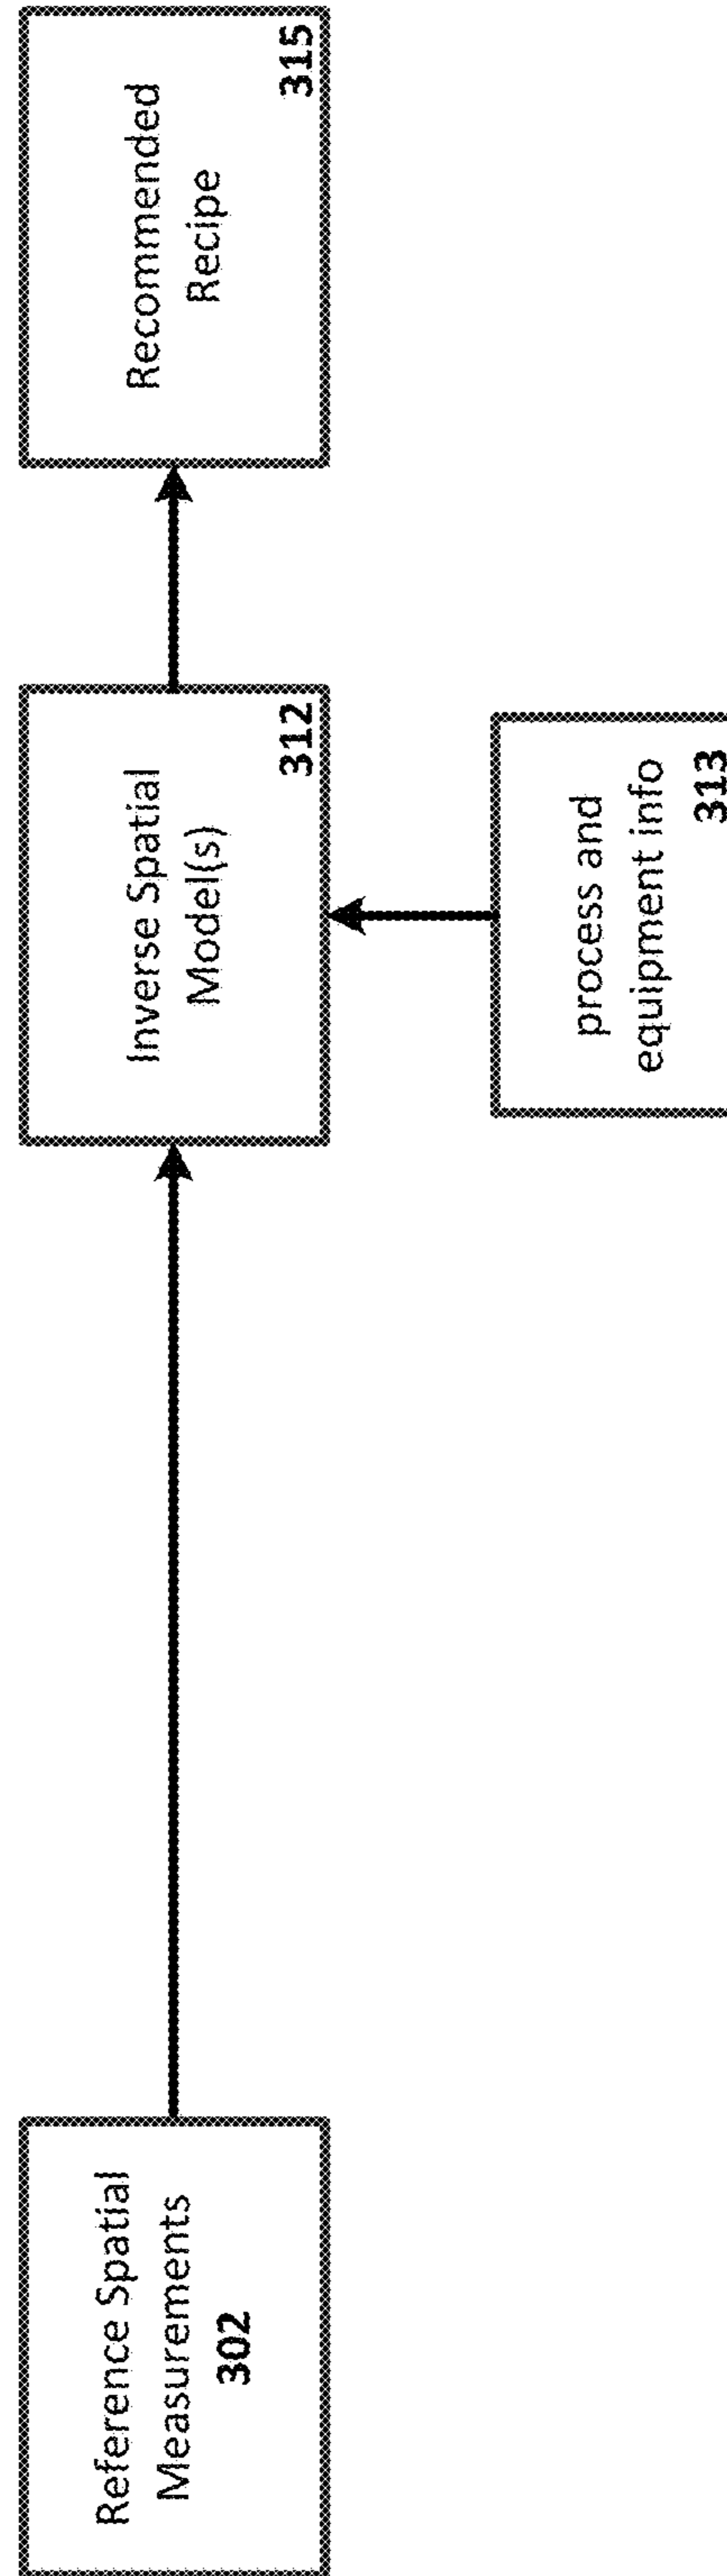 Reference Spatial
Measurements
302
Inverse Spatial
Model(s)
312
process and
equipment info
313
Recommended
Recipe
315